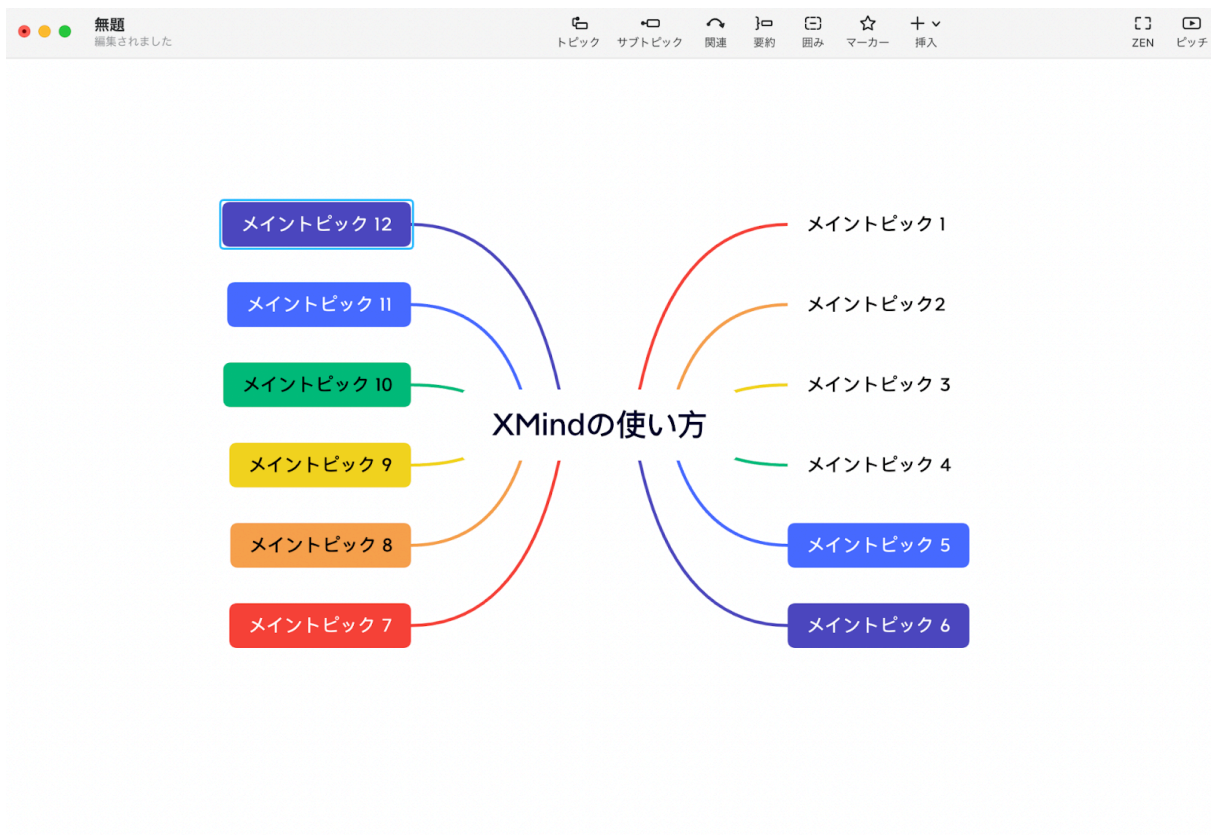 無題
編集されました
トピック
サブトピック
関連
要約
囲み
マーカー
挿入
ZEN
ピッチ
メイントピック 12
メイントピック 11
メイントピック 10
メイントピック 9
メイントピック 8
メイントピック 7
XMindの使い方
メイントピック 1
メイントピック2
メイントピック 3
メイントピック 4
メイントピック 5
メイントピック 6